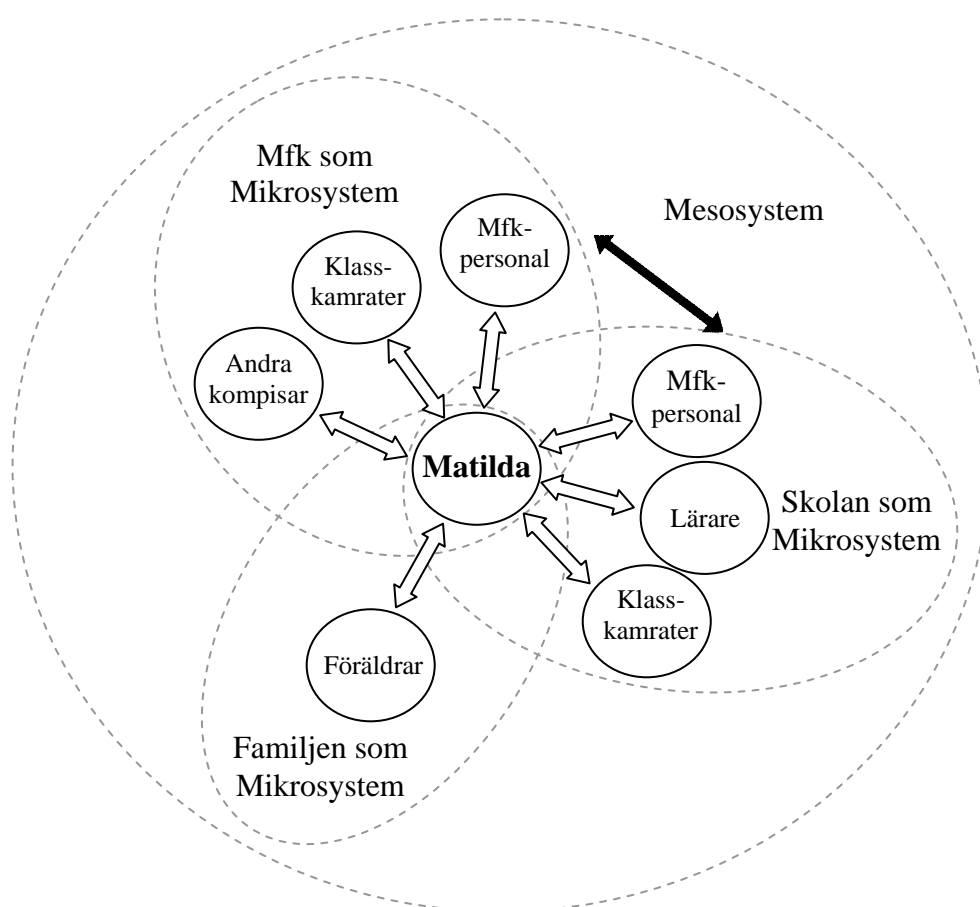 Mfk som
Mikrosystem
Mesosystem
Mfk-
personal
Klass-
kamrater
Andra
kompisar
Mfk-
personal
Matilda
Lärare
Skolan som
Mikrosystem
Klass-
kamrater
Föräldrar
Familjen som
Mikrosystem